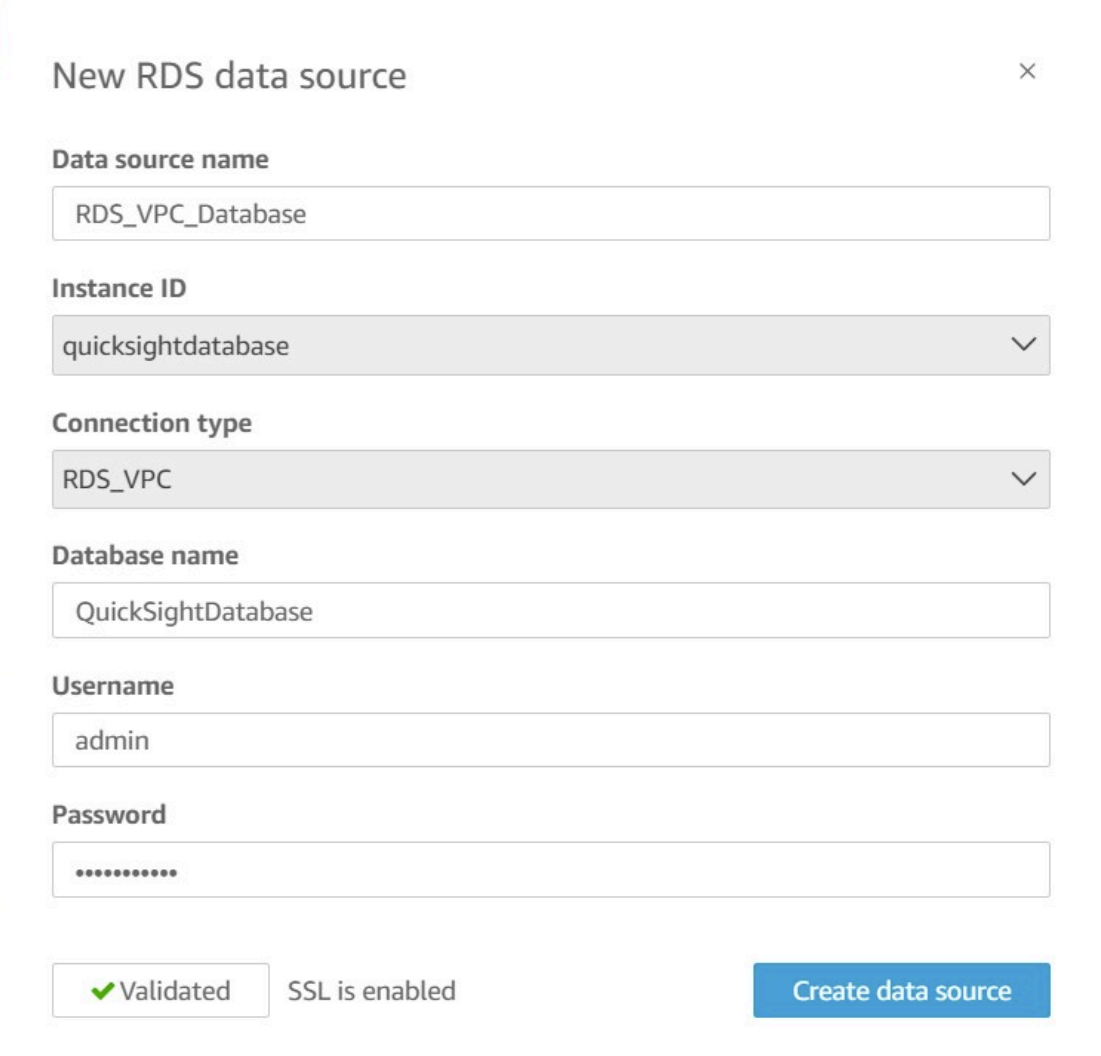 New RDS data source
Data source name
RDS_VPC_Database
Instance ID
quicksightdatabase
Connection type
RDS_VPC
Database name
QuickSightDatabase
Username
admin
Password
•••••••••••
✔Validated SSL is enabled Create data source